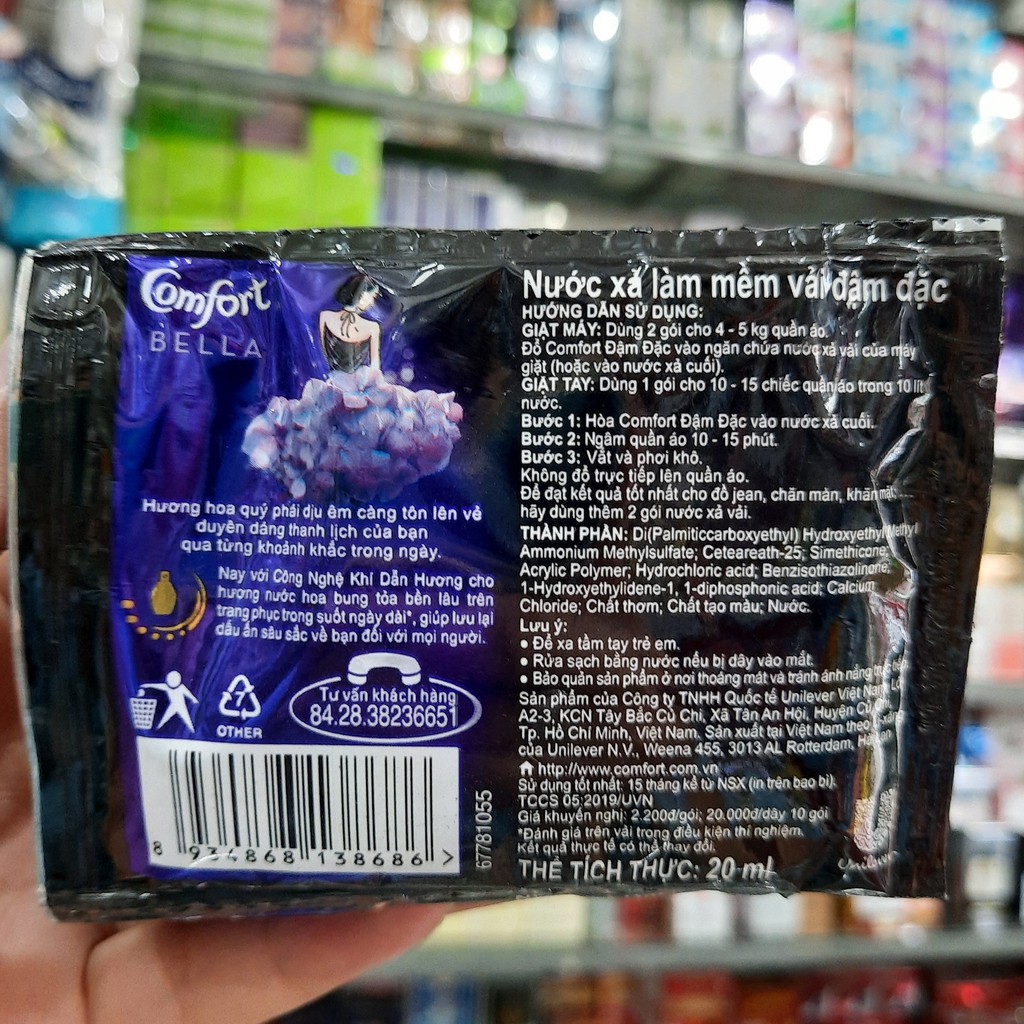 Comfort
BELLA
Hương hoa quý phái dịu êm càng tôn lên vẻ
duyên dáng thanh lịch của bạn
qua từng khoảnh khắc trong ngày.
Nay với Công Nghệ Khí Dẫn Hương cho
hương nước hoa bung tỏa bền lâu trên
trang phục trong suốt ngày dài*, giúp lưu lại
dấu ấn sâu sắc về bạn đối với mọi người.
OTHER
Tư vấn khách hàng
84.28.38236651
8 934868 138686 >
67781055
Nước xả làm mềm vải đậm đặc
HƯỚNG DẪN SỬ DỤNG:
GIẶT MÁY: Dùng 2 gói cho 4 - 5 kg quần áo.
Đổ Comfort Đậm Đặc vào ngăn chứa nước xả vải của máy
giặt (hoặc vào nước xả cuối).
GIẶT TAY: Dùng 1 gói cho 10 - 15 chiếc quần áo trong 10 lít
nước.
Bước 1: Hòa Comfort Đậm Đặc vào nước xả cuối.
Bước 2: Ngâm quần áo 10 - 15 phút.
Bước 3: Vắt và phơi khô.
Không đổ trực tiếp lên quần áo.
Để đạt kết quả tốt nhất cho đồ jean, chăn màn, khăn mặt,
hãy dùng thêm 2 gói nước xả vải.
THÀNH PHẦN: Di(Palmiticcarboxyethyl) Hydroxyethyl Methyl
Ammonium Methylsulfate; Ceteareath-25; Simethicone;
Acrylic Polymer; Hydrochloric acid; Benzisothiazolinone;
1-Hydroxyethylidene-1, 1-diphosphonic acid; Calcium
Chloride; Chất thơm; Chất tạo màu; Nước.
Lưu ý:
• Để xa tầm tay trẻ em.
• Rửa sạch bằng nước nếu bị dây vào mắt.
• Bảo quản sản phẩm ở nơi thoáng mát và tránh ánh nắng trực tiếp
Sản phẩm của Công ty TNHH Quốc tế Unilever Việt Nam, Lô
A2-3, KCN Tây Bắc Củ Chi, Xã Tân An Hội, Huyện Củ
Tp. Hồ Chí Minh, Việt Nam. Sản xuất tại Việt Nam theo
của Unilever N.V., Weena 455, 3013 AL Rotterdam,
http://www.comfort.com.vn
Sử dụng tốt nhất: 15 tháng kể từ NSX (in trên bao bì).
TCCS 05:2019/UVN
Giá khuyến nghị: 2.200đ/gói; 20.000đ/dây 10 gói
*Đánh giá trên vải trong điều kiện thí nghiệm.
Kết quả thực tế có thể thay đổi.
THỂ TÍCH THỰC: 20 ml
Unilever